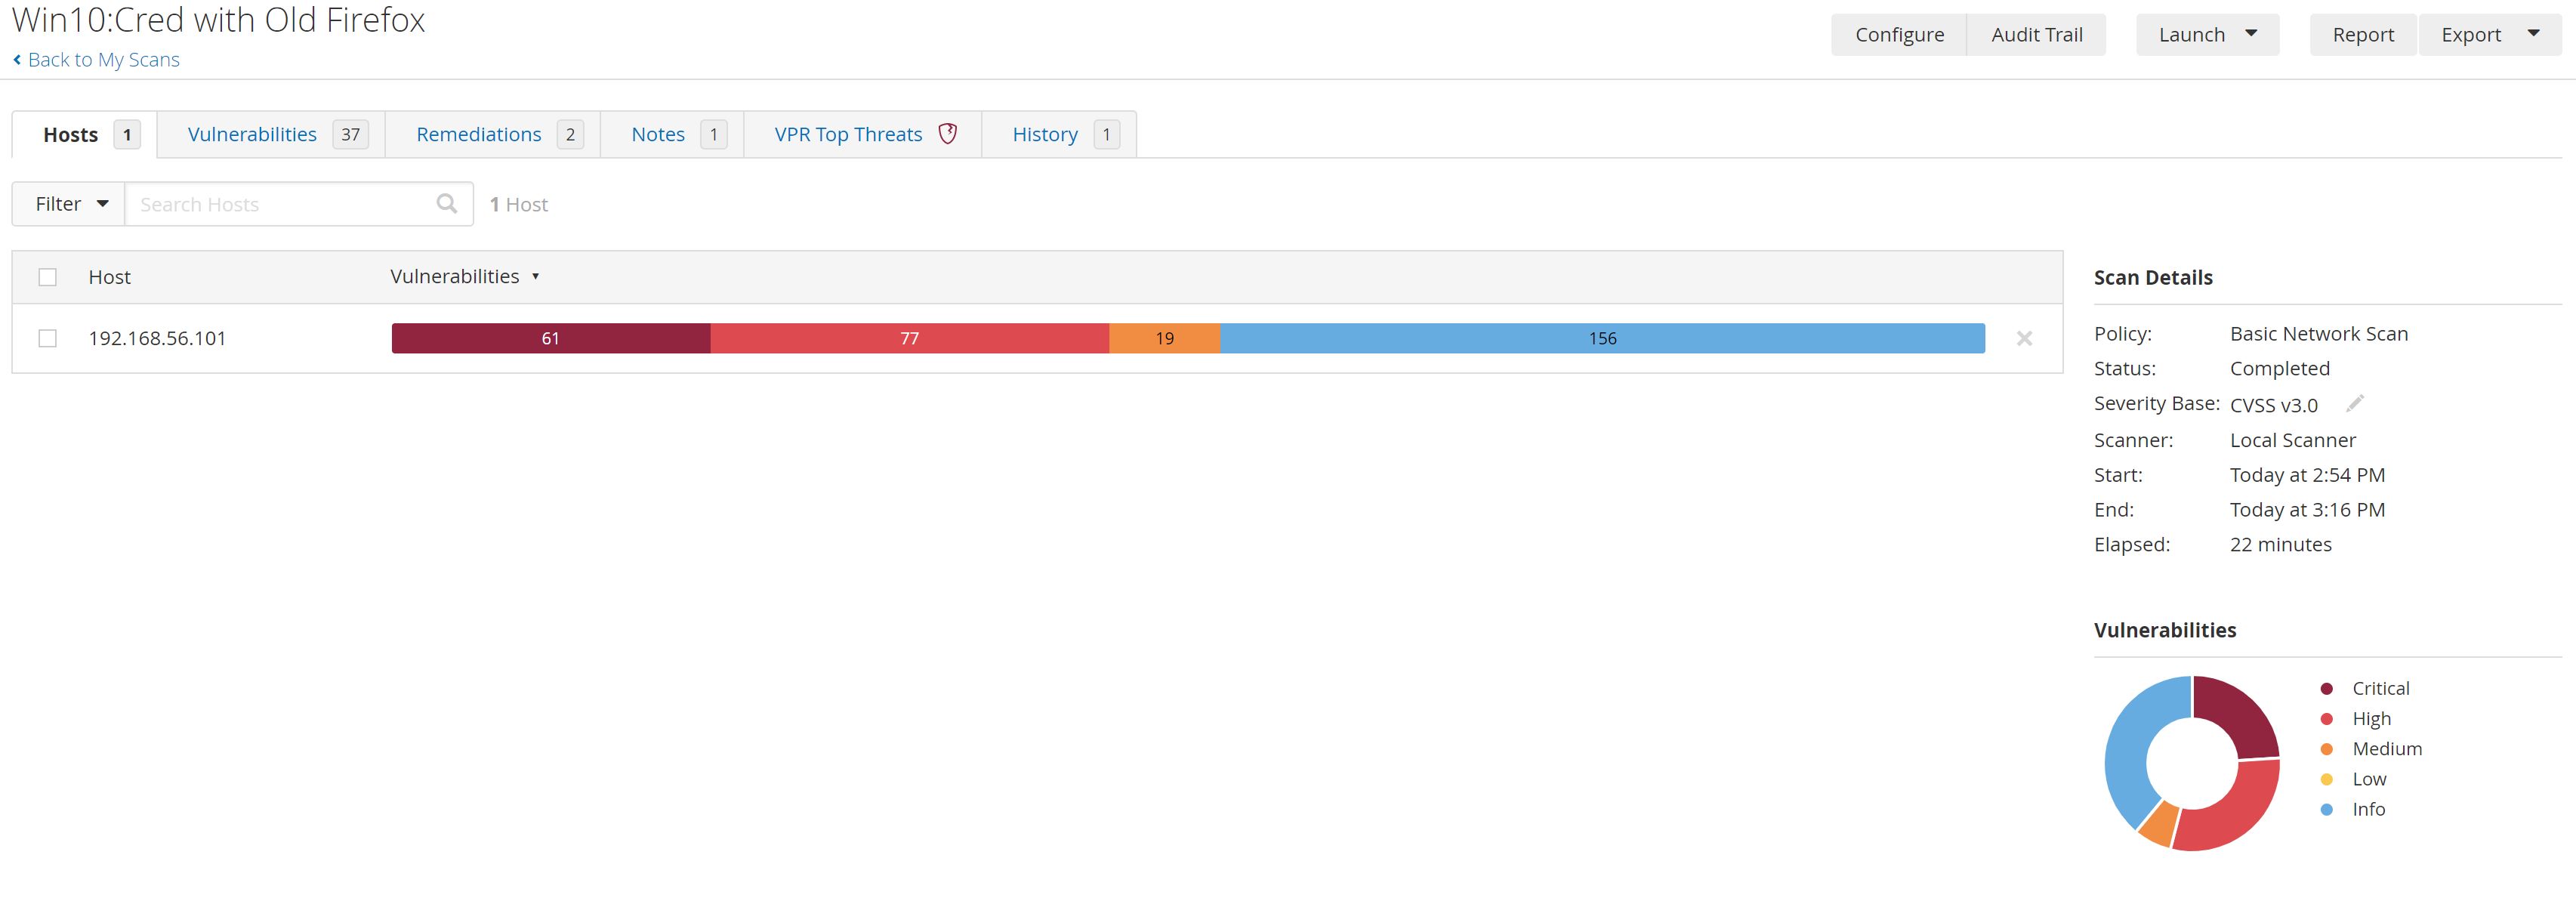 Win10:Cred with Old Firefox
Back to My Scans
Configure Audit Trail Launch Report Export
Hosts 1 Vulnerabilities 37 Remediations 2 Notes 1 VPR Top Threats History 1
Filter Search Hosts 1 Host
Host Vulnerabilities
192.168.56.101 61 77 19 156
Scan Details
Policy: Basic Network Scan
Status: Completed
Severity Base: CVSS v3.0
Scanner: Local Scanner
Start: Today at 2:54 PM
End: Today at 3:16 PM
Elapsed: 22 minutes
Vulnerabilities
Critical
High
Medium
Low
Info